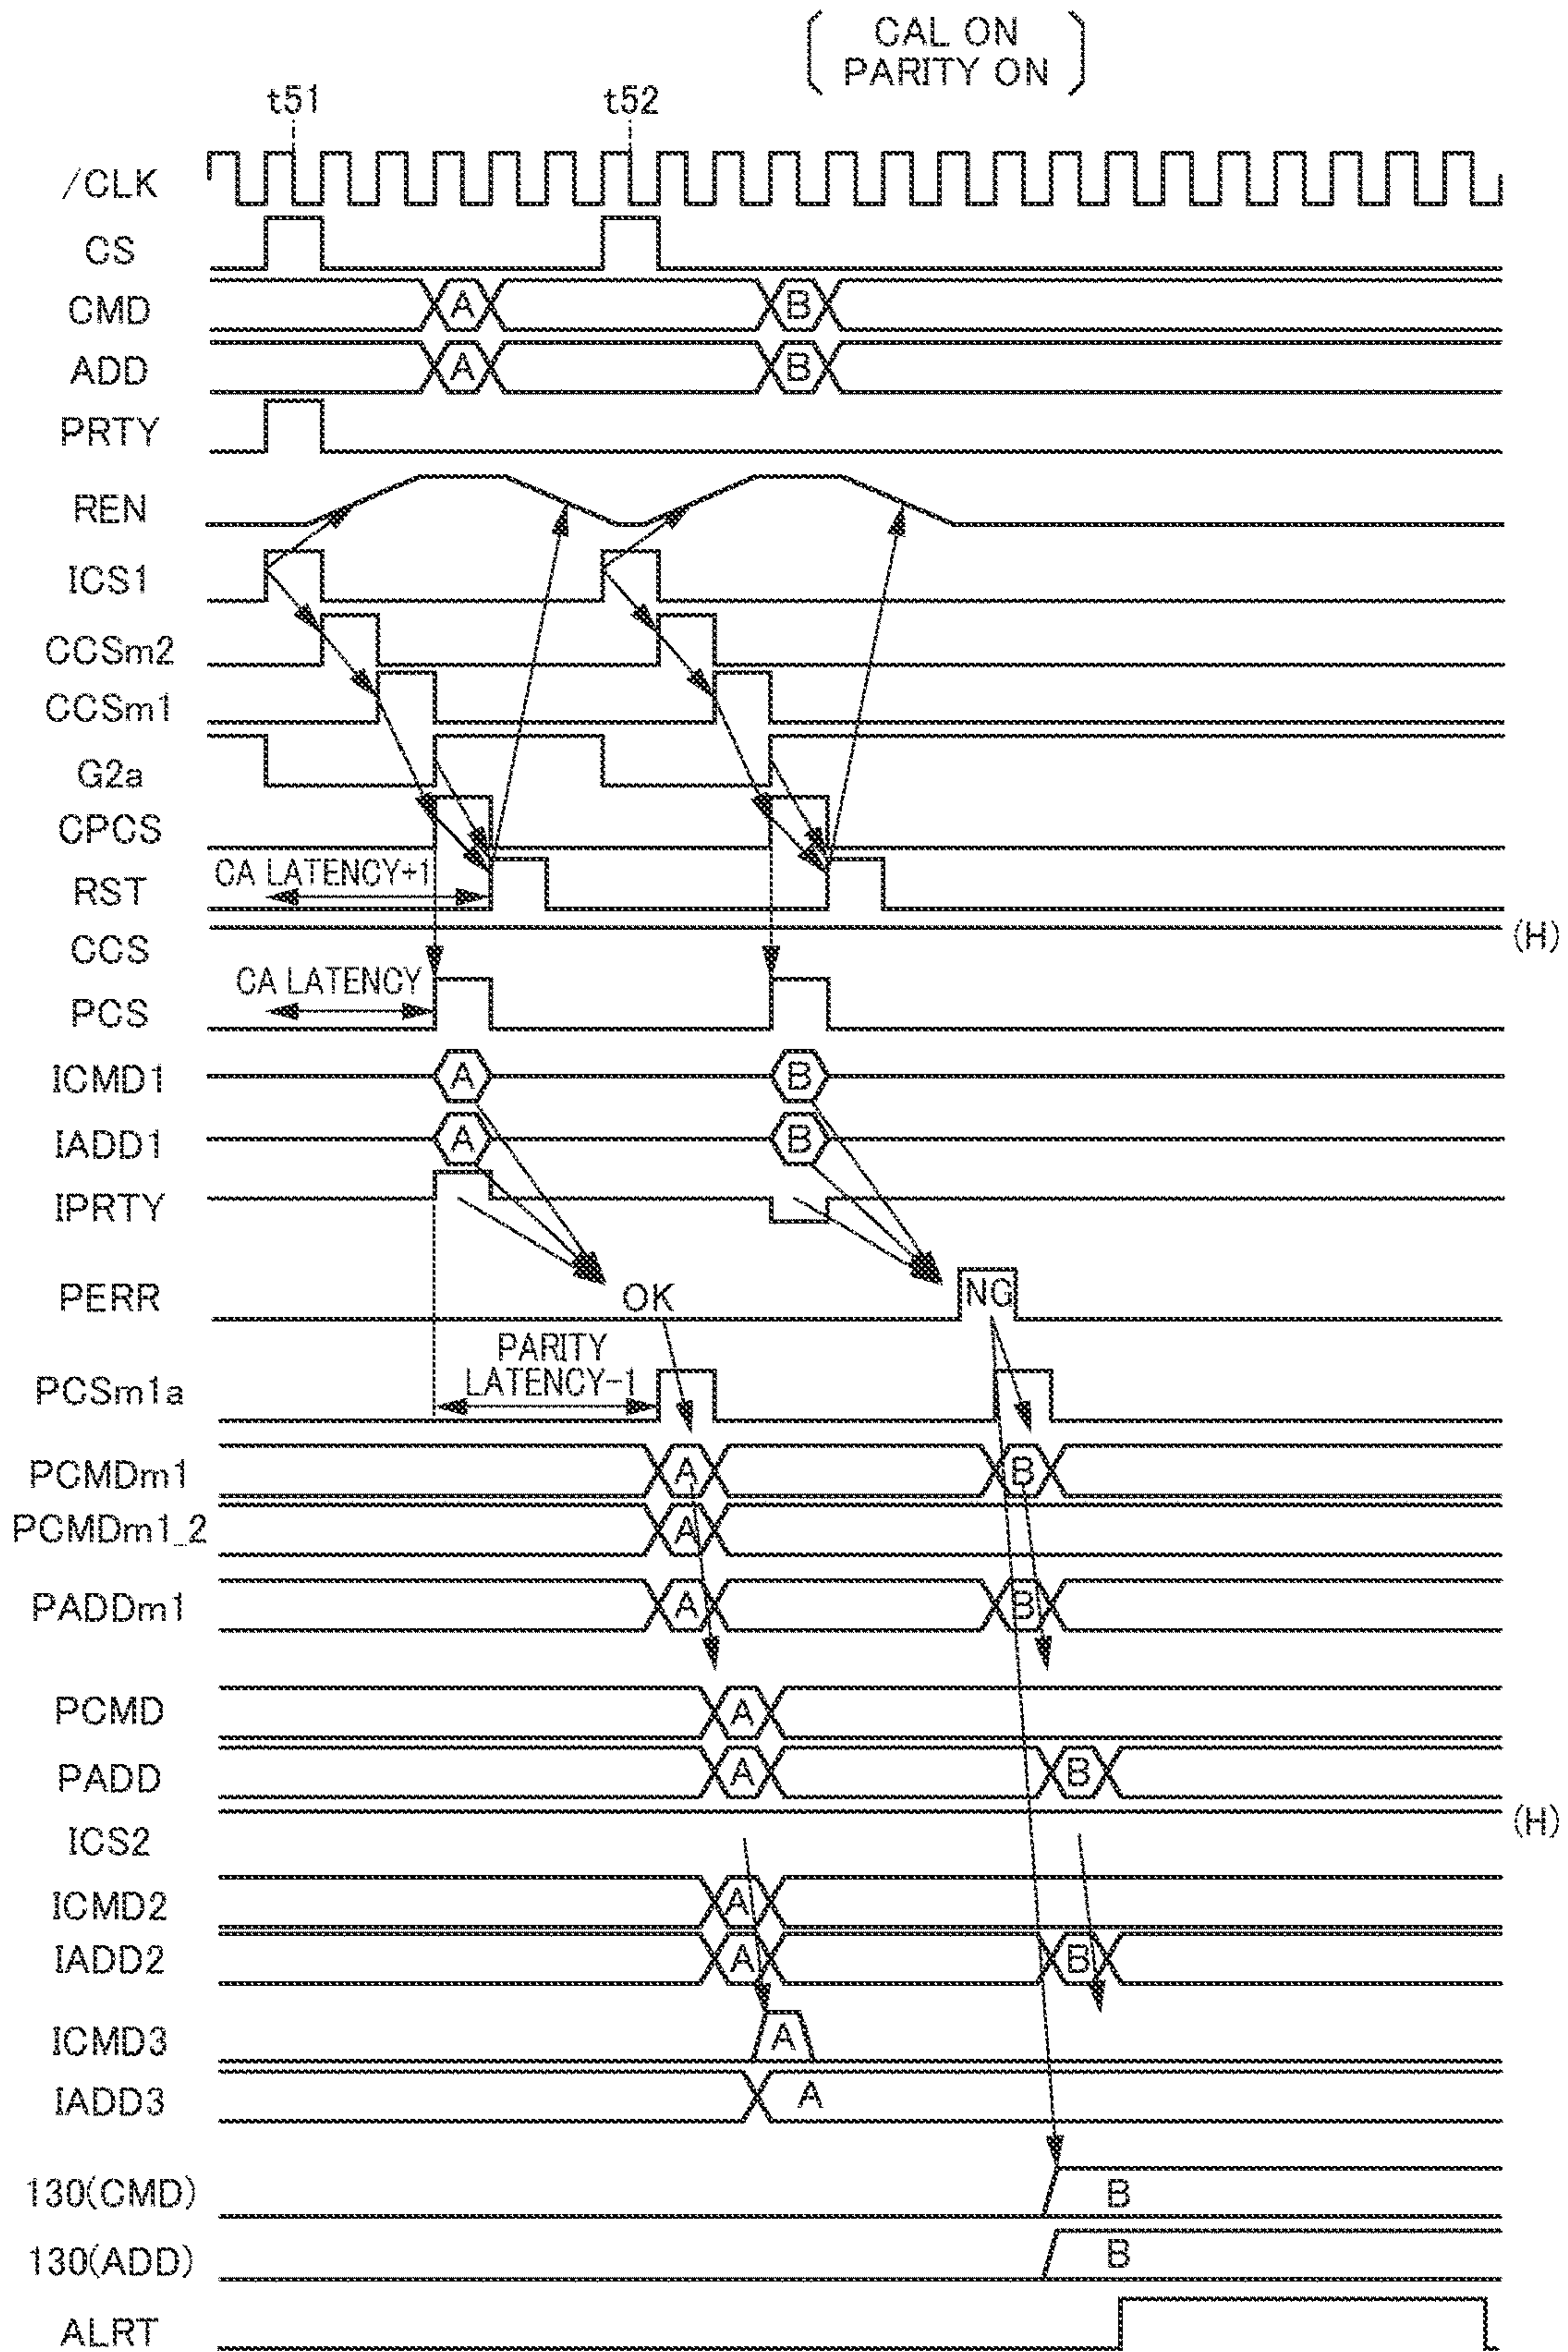 CAL ON
PARITY ON
t51 t52
/CLK
CS
CMD A B
ADD A B
PRTY
REN
ICS1
CCSm2
CCSm1
G2a
CPCS
RST CA LATENCY+1
CCS (H)
PCS CA LATENCY
ICMD1 A B
IADD1 A B
IPRTY
PERR OK NG
PARITY
PCSm1a LATENCY-1
PCMDm1 A B
PCMDm1_2 A
PADDm1 A B
PCMD A
PADD A B
ICS2 (H)
ICMD2 A
IADD2 A B
ICMD3 A
IADD3 A
130(CMD) B
130(ADD) B
ALRT